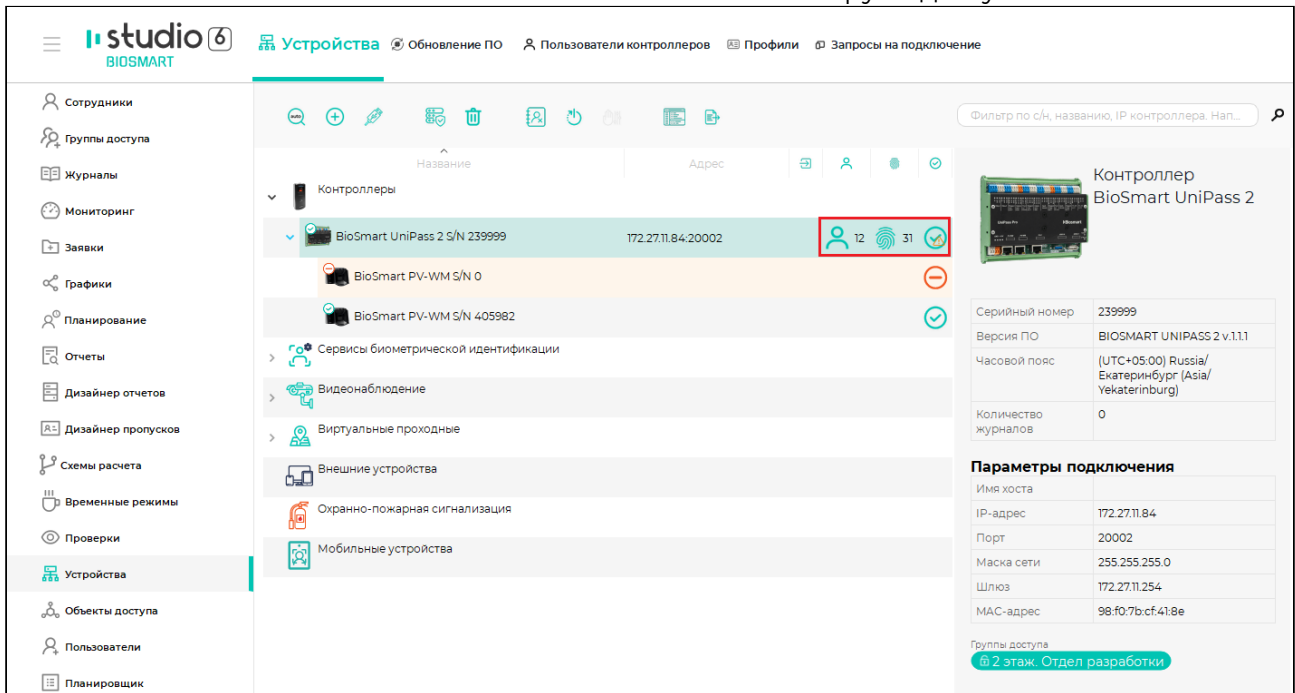 studio 6
BIOSMART
Устройства
Обновление ПО
Пользователи контроллеров
Профили
Запросы на подключение
Сотрудники
Группы доступа
Журналы
Мониторинг
Заявки
Графики
Планирование
Отчеты
Дизайнер отчетов
Дизайнер пропусков
Схемы расчета
Временные режимы
Проверки
Устройства
Объекты доступа
Пользователи
Планировщик
Фильтр по с/н, названию, IP контроллера. Нап...
Название
Адрес
Контроллеры
BioSmart UniPass 2 S/N 239999
172.27.11.84:20002
12
31
BioSmart PV-WM S/N 0
BioSmart PV-WM S/N 405982
Сервисы биометрической идентификации
Видеонаблюдение
Виртуальные проходные
Внешние устройства
Охранно-пожарная сигнализация
Мобильные устройства
Контроллер
BioSmart UniPass 2
Серийный номер
239999
Версия ПО
BIOSMART UNIPASS 2 v.1.1.1
Часовой пояс
(UTC+05:00) Russia/
Екатеринбург (Asia/
Yekaterinburg)
Количество
журналов
0
Параметры подключения
Имя хоста
IP-адрес
172.27.11.84
Порт
20002
Маска сети
255.255.255.0
Шлюз
172.27.11.254
MAC-адрес
98:f0:7b:cf:41:8e
Группы доступа
2 этаж. Отдел разработки